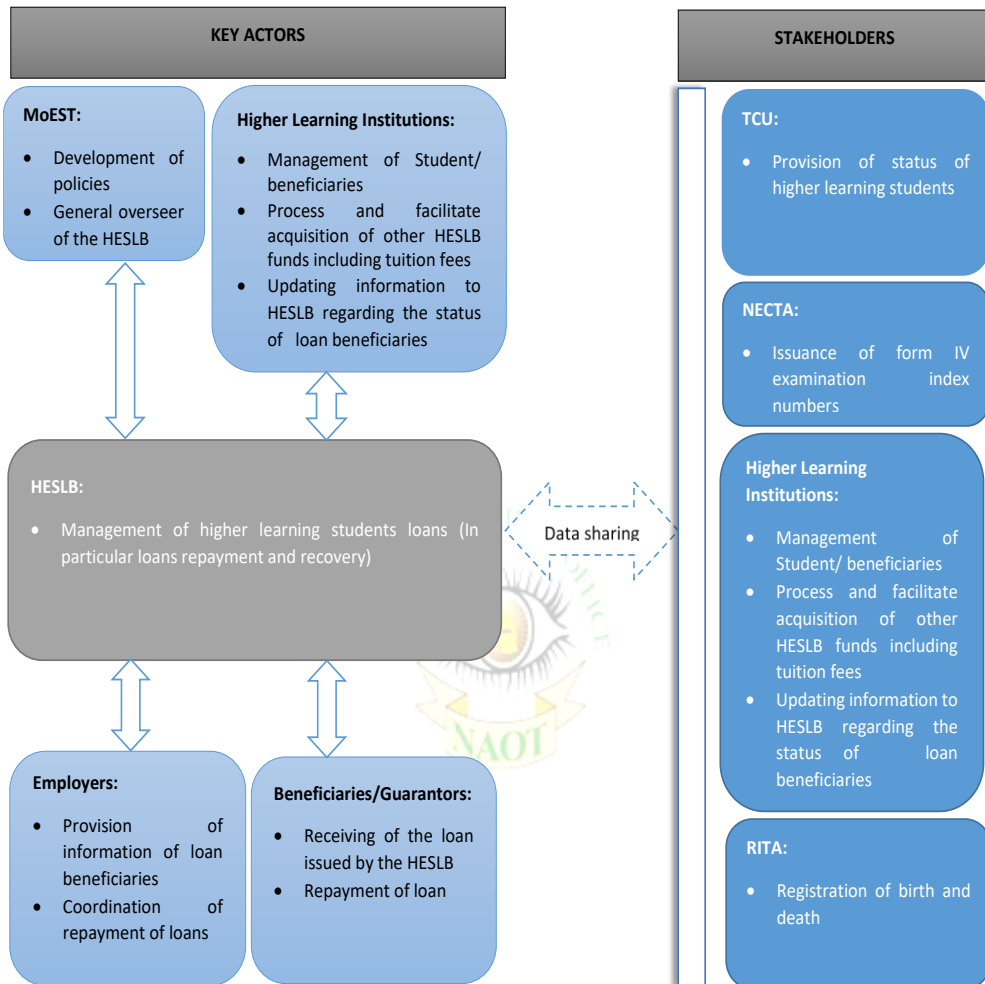 KEY ACTORS
STAKEHOLDERS
MoEST:
• Development of
policies
• General overseer
of the HESLB
Higher Learning Institutions:
• Management of Student/
beneficiaries
• Process and facilitate
acquisition of other HESLB
funds including tuition fees
• Updating information to
HESLB regarding the status
of loan beneficiaries
HESLB:
• Management of higher learning students loans (In
particular loans repayment and recovery)
Data sharing
Employers:
• Provision of
information of loan
beneficiaries
• Coordination of
repayment of loans
Beneficiaries/Guarantors:
• Receiving of the loan
issued by the HESLB
• Repayment of loan
TCU:
• Provision of status of
higher learning students
NECTA:
• Issuance of form IV
examination index
numbers
Higher Learning
Institutions:
• Management of
Student/ beneficiaries
• Process and facilitate
acquisition of other
HESLB funds including
tuition fees
• Updating information to
HESLB regarding the
status of loan
beneficiaries
RITA:
• Registration of birth and
death
NAOT